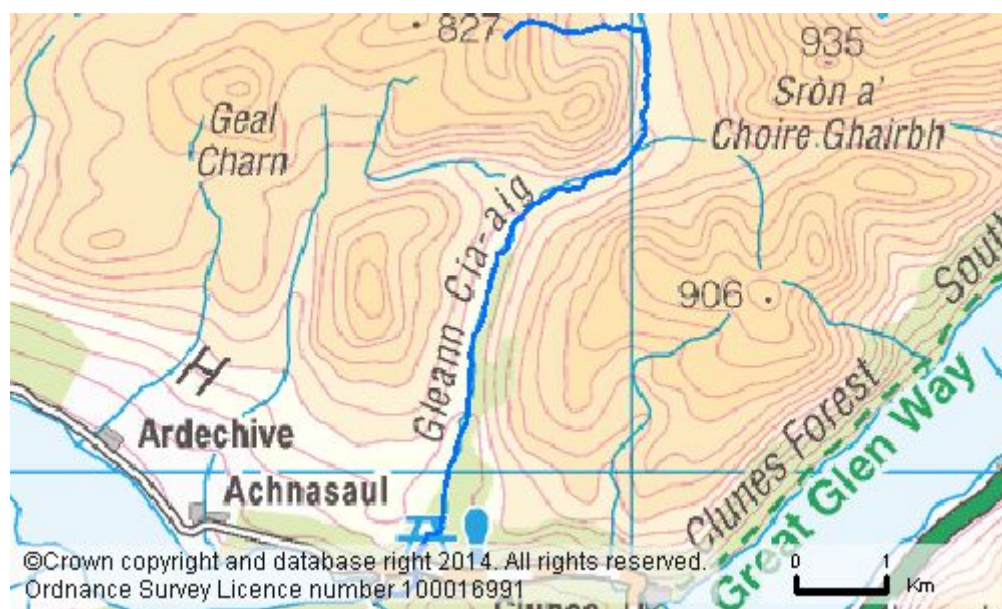 827
935
Sròn a'
Choire Ghairbh
Geal
Charn
Gleann Cia-aig
906
South
H
Ardechive
Achnasaul
Clunes Forest
Great Glen Way
©Crown copyright and database right 2014. All rights reserved.
Ordnance Survey Licence number 100016991
0 1
Km